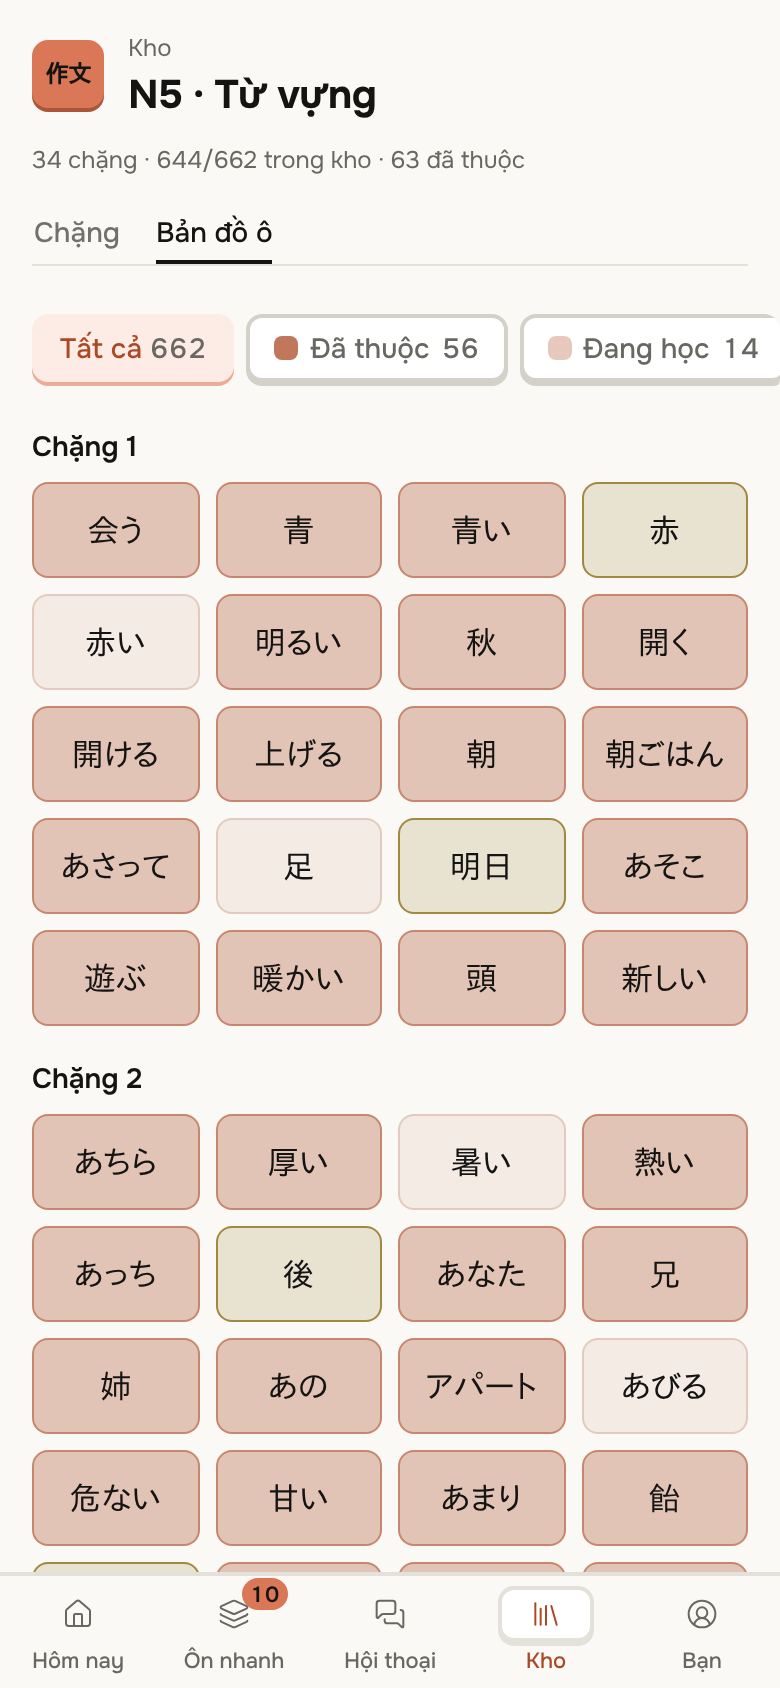 作文
Kho
N5 · Từ vựng
34 chặng · 644/662 trong kho · 63 đã thuộc
Chặng Bản đồ ô
Tất cả 662 Đã thuộc 56 Đang học 14
Chặng 1
会う 青 青い 赤
赤い 明るい 秋 開く
開ける 上げる 朝 朝ごはん
あさって 足 明日 あそこ
遊ぶ 暖かい 頭 新しい
Chặng 2
あちら 厚い 暑い 熱い
あっち 後 あなた 兄
姉 あの アパート あびる
危ない 甘い あまり 飴
10
Hôm nay Ôn nhanh Hội thoại Kho Bạn